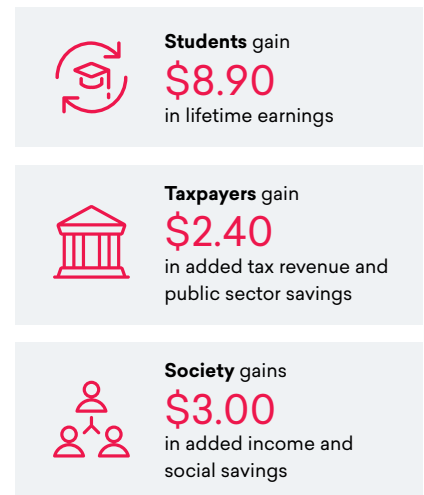 Students gain
$8.90
in lifetime earnings
Taxpayers gain
$2.40
in added tax revenue and
public sector savings
Society gains
$3.00
in added income and
social savings